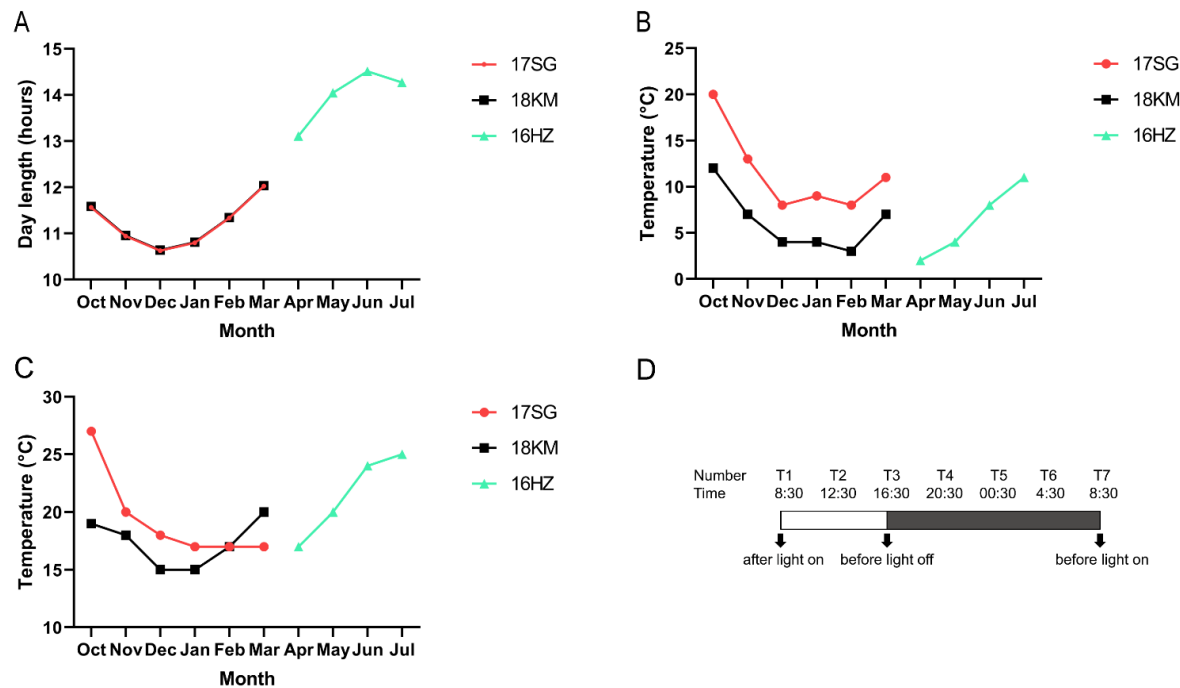 A
Day length (hours)
15
14
13
12
11
10
Oct Nov Dec Jan Feb Mar Apr May Jun Jul
Month
17SG
18KM
16HZ
B
Temperature (°C)
25
20
15
10
5
0
Oct Nov Dec Jan Feb Mar Apr May Jun Jul
Month
17SG
18KM
16HZ
C
Temperature (°C)
30
25
20
15
10
Oct Nov Dec Jan Feb Mar Apr May Jun Jul
Month
17SG
18KM
16HZ
D
Number T1 T2 T3 T4 T5 T6 T7
Time 8:30 12:30 16:30 20:30 00:30 4:30 8:30
after light on before light off before light on